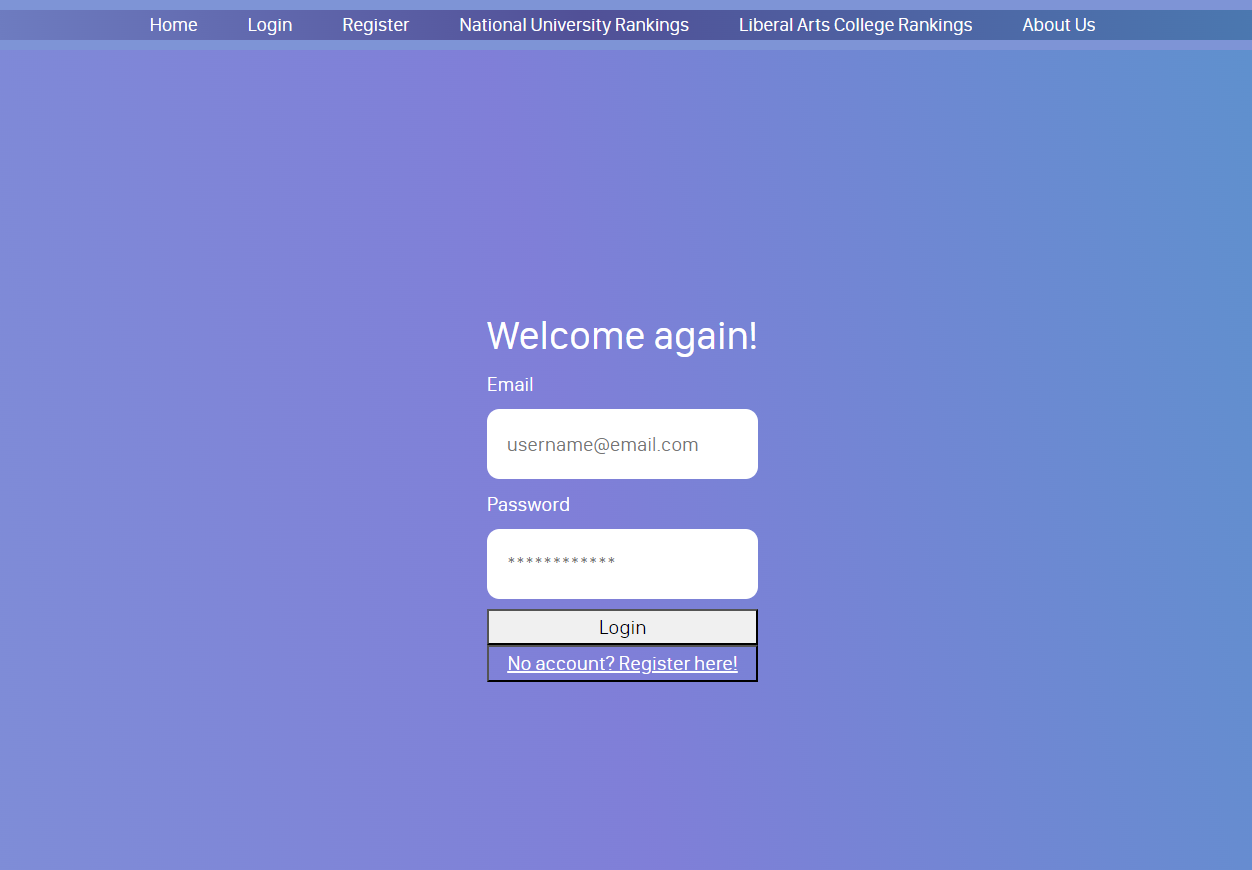 Home Login Register National University Rankings Liberal Arts College Rankings About Us
Welcome again!
Email
username@email.com
Password
************
Login
No account? Register here!